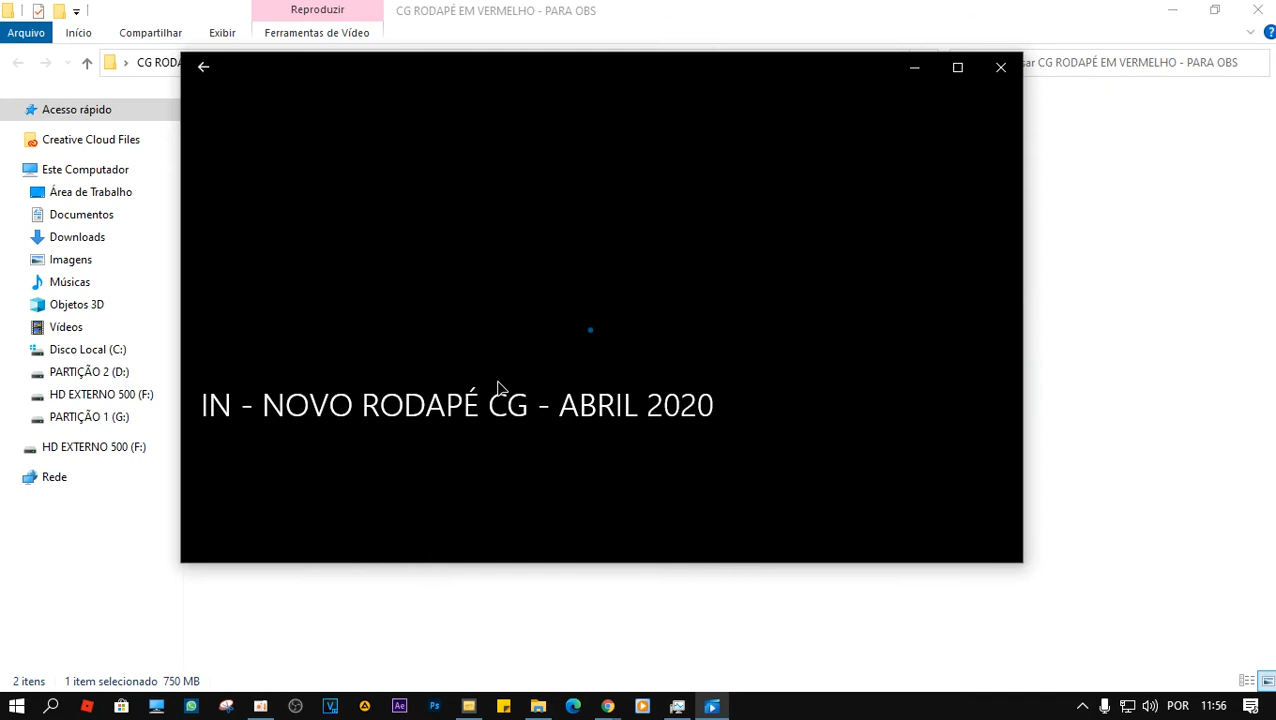 Reproduzir
CG RODAPÉ EM VERMELHO - PARA OBS
Arquivo
Início
Compartilhar
Exibir
Ferramentas de Vídeo
CG RODA
sar CG RODAPÉ EM VERMELHO - PARA OBS
Acesso rápido
Creative Cloud Files
Este Computador
Área de Trabalho
Documentos
Downloads
Imagens
Músicas
Objetos 3D
Vídeos
Disco Local (C:)
PARTIÇÃO 2 (D:)
HD EXTERNO 500 (F:)
PARTIÇÃO 1 (G:)
HD EXTERNO 500 (F:)
Rede
IN - NOVO RODAPÉ CG - ABRIL 2020
2 itens
1 item selecionado 750 MB
Ae
Ps
POR
11:56